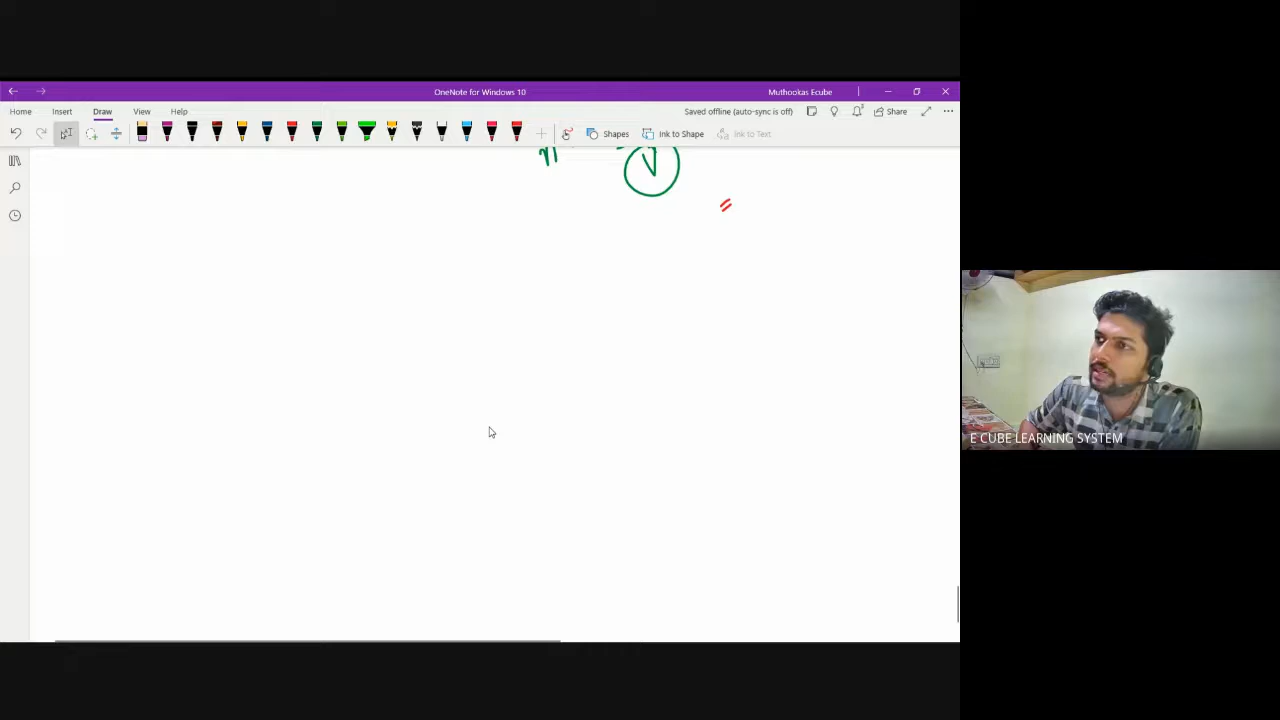 OneNote for Windows 10
Muthookas Ecube
Home Insert Draw View Help
Saved offline (auto-sync is off)
Share
Shapes
Ink to Shape
Ink to Text
V
=
E CUBE LEARNING SYSTEM